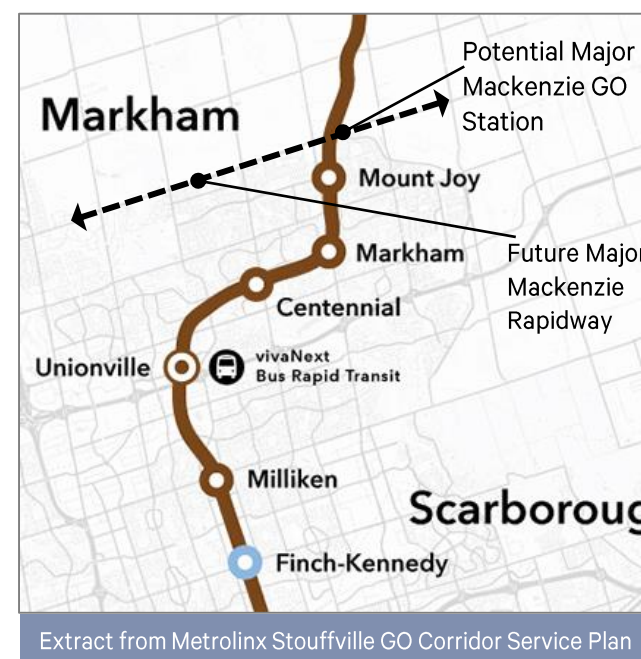 Potential Major
Mackenzie GO
Station
Markham
Mount Joy
Markham
Future Major
Mackenzie
Rapidway
Centennial
Unionville
vivaNext
Bus Rapid Transit
Milliken
Scarboroug
Finch-Kennedy
Extract from Metrolinx Stouffville GO Corridor Service Plan